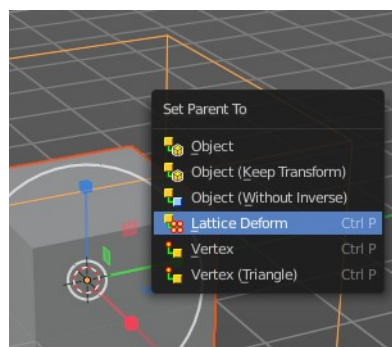 Set Parent To
Object
Object (Keep Transform)
Object (Without Inverse)
Lattice Deform Ctrl P
Vertex Ctrl P
Vertex (Triangle) Ctrl P